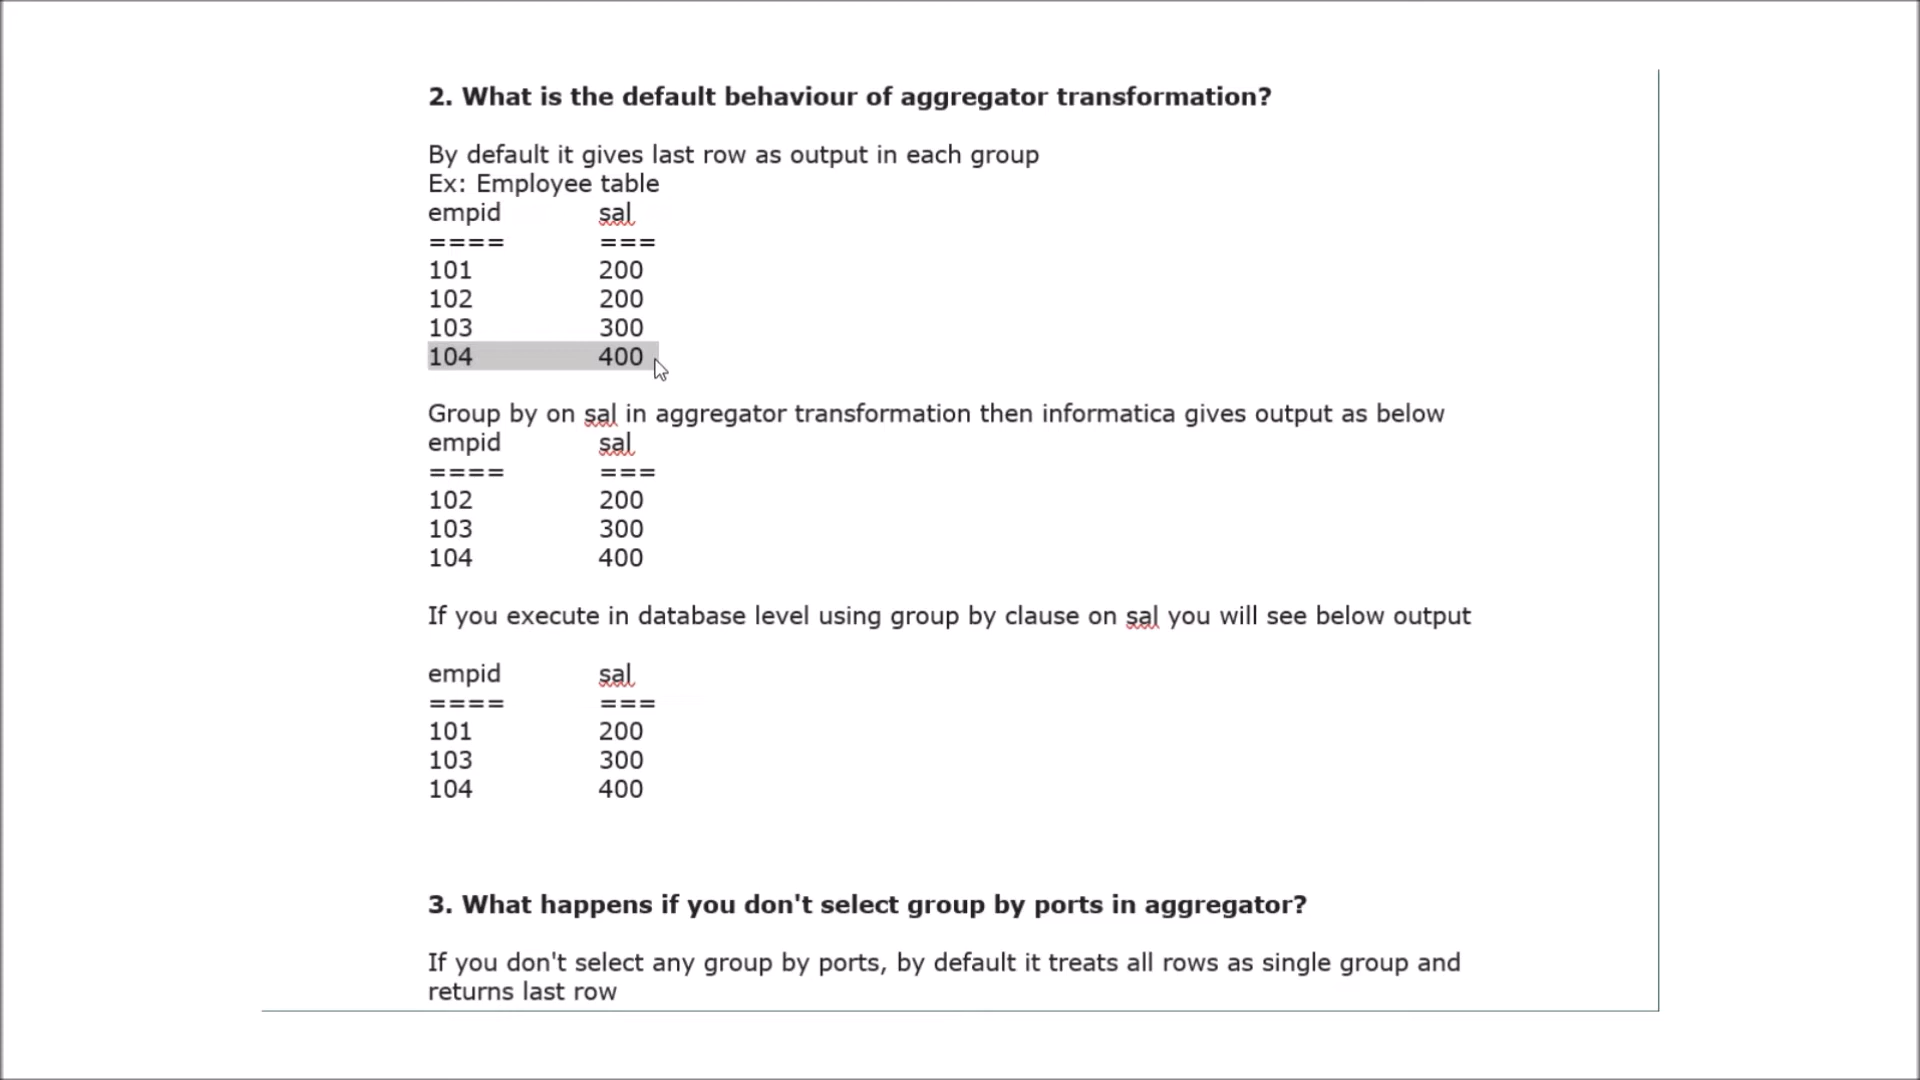 2. What is the default behaviour of aggregator transformation?
By default it gives last row as output in each group
Ex: Employee table
empid sal
==== ===
101 200
102 200
103 300
104 400
Group by on sal in aggregator transformation then informatica gives output as below
empid sal
==== ===
102 200
103 300
104 400
If you execute in database level using group by clause on sal you will see below output
empid sal
==== ===
101 200
103 300
104 400
3. What happens if you don't select group by ports in aggregator?
If you don't select any group by ports, by default it treats all rows as single group and
returns last row